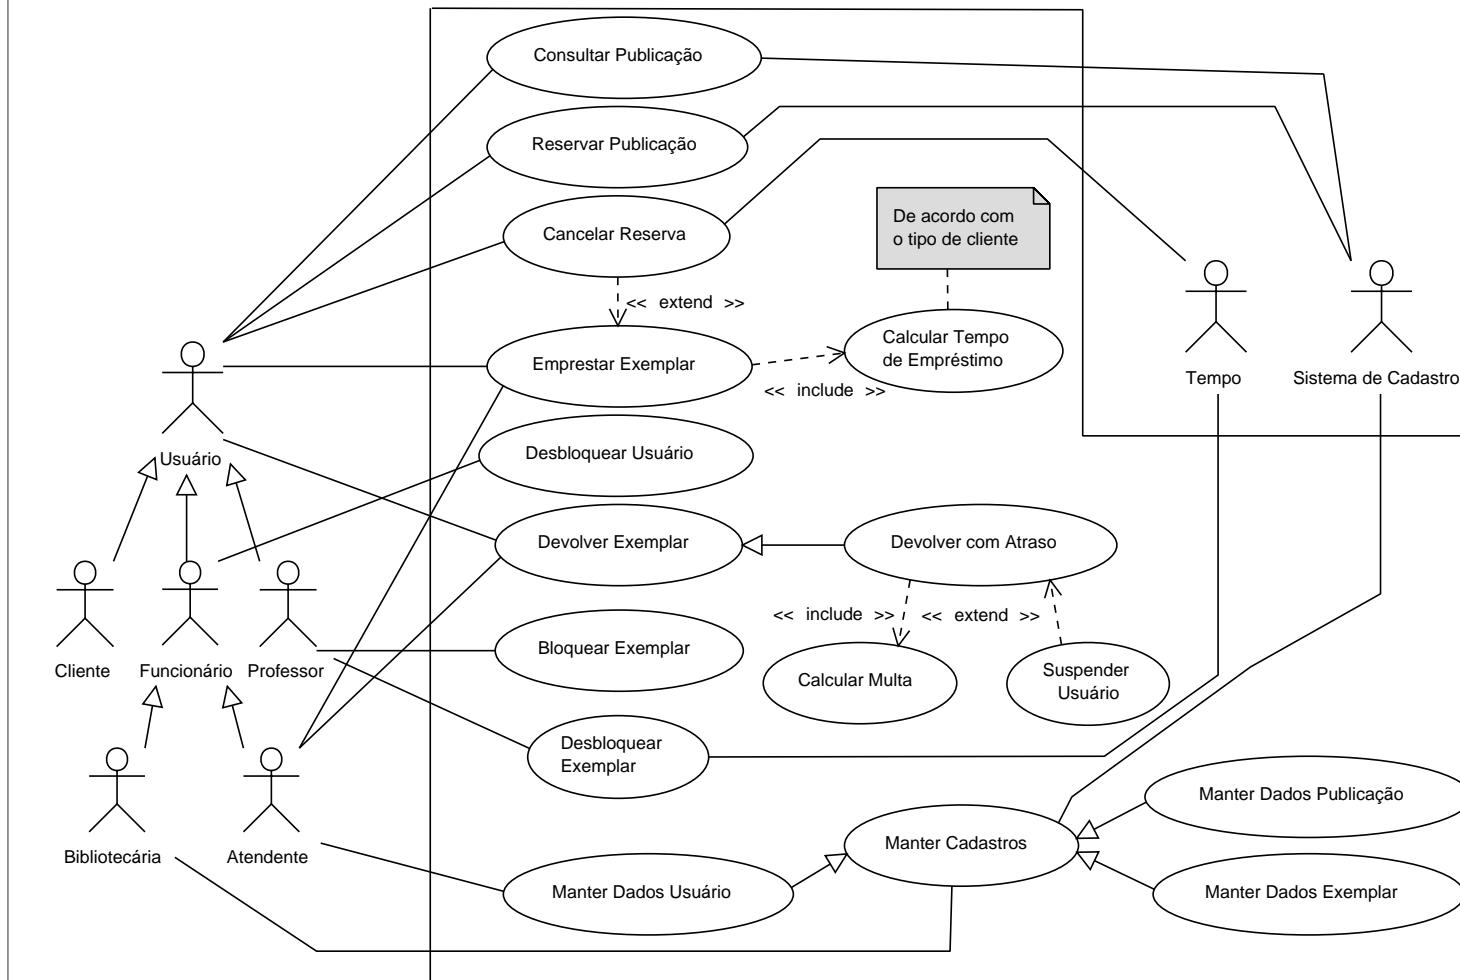 Consultar Publicação
Reservar Publicação
De acordo com
o tipo de cliente
Cancelar Reserva
<< extend >>
Calcular Tempo
de Empréstimo
Emprestar Exemplar
<< include >>
Tempo
Sistema de Cadastro
Usuário
Desbloquear Usuário
Devolver Exemplar
Devolver com Atraso
<< include >>
<< extend >>
Cliente
Funcionário
Professor
Bloquear Exemplar
Calcular Multa
Suspender
Usuário
Desbloquear
Exemplar
Manter Dados Publicação
Manter Cadastros
Bibliotecária
Atendente
Manter Dados Usuário
Manter Dados Exemplar